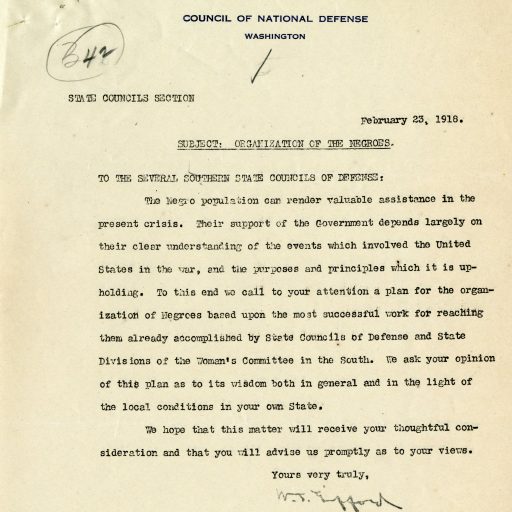 COUNCIL OF NATIONAL DEFENSE
WASHINGTON
B42
STATE COUNCILS SECTION
February 23, 1918.
SUBJECT: ORGANIZATION OF THE NEGROES.
TO THE SEVERAL SOUTHERN STATE COUNCILS OF DEFENSE:
The Negro population can render valuable assistance in the
present crisis. Their support of the Government depends largely on
their clear understanding of the events which involved the United
States in the war, and the purposes and principles which it is up-
holding. To this end we call to your attention a plan for the organ-
ization of Negroes based upon the most successful work for reaching
them already accomplished by State Councils of Defense and State
Divisions of the Woman's Committee in the South. We ask your opinion
of this plan as to its wisdom both in general and in the light of
the local conditions in your own State.
We hope that this matter will receive your thoughtful con-
sideration and that you will advise us promptly as to your views.
Yours very truly,